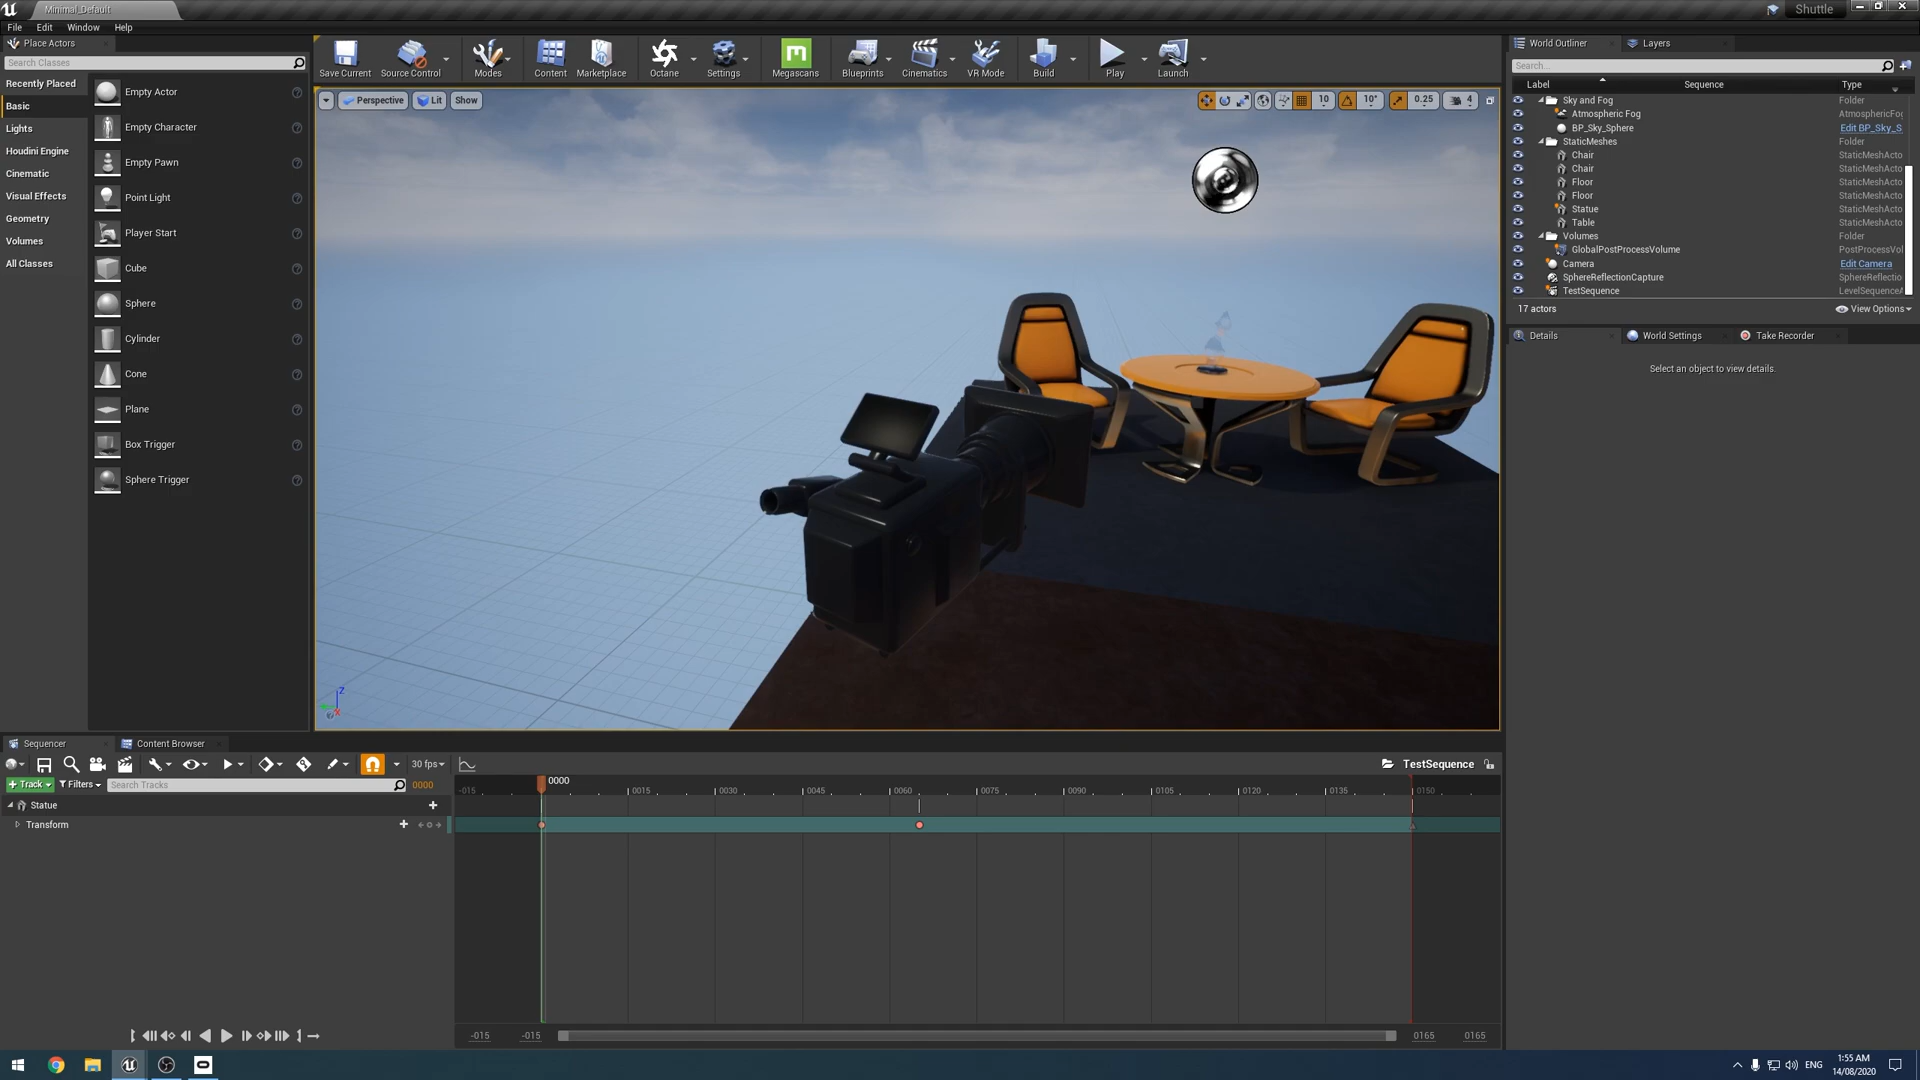 Minimal_Default
Shuttle
File Edit Window Help
Place Actors
Search Classes
Recently Placed
Basic
Lights
Houdini Engine
Cinematic
Visual Effects
Geometry
Volumes
All Classes
Empty Actor
Empty Character
Empty Pawn
Point Light
Player Start
Cube
Sphere
Cylinder
Cone
Plane
Box Trigger
Sphere Trigger
Save Current Source Control Modes Content Marketplace Octane Settings Megascans Blueprints Cinematics VR Mode Build Play Launch
Perspective Lit Show
10 10° 0.25 4
Z
X
World Outliner Layers
Search...
Label Sequence Type
Sky and Fog Folder
Atmospheric Fog AtmosphericFog
BP_Sky_Sphere Edit BP_Sky_S
StaticMeshes Folder
Chair StaticMeshActo
Chair StaticMeshActo
Floor StaticMeshActo
Floor StaticMeshActo
Statue StaticMeshActo
Table StaticMeshActo
Volumes Folder
GlobalPostProcessVolume PostProcessVol
Camera Edit Camera
SphereReflectionCapture SphereReflectio
TestSequence LevelSequenceA
17 actors View Options
Details World Settings Take Recorder
Select an object to view details.
Sequencer Content Browser
30 fps TestSequence
+ Track Filters Search Tracks 0000
0000
-015 0015 0030 0045 0060 0075 0090 0105 0120 0135 0150
Statue
Transform
-015 -015 0165 0165
ENG 1:55 AM
14/08/2020